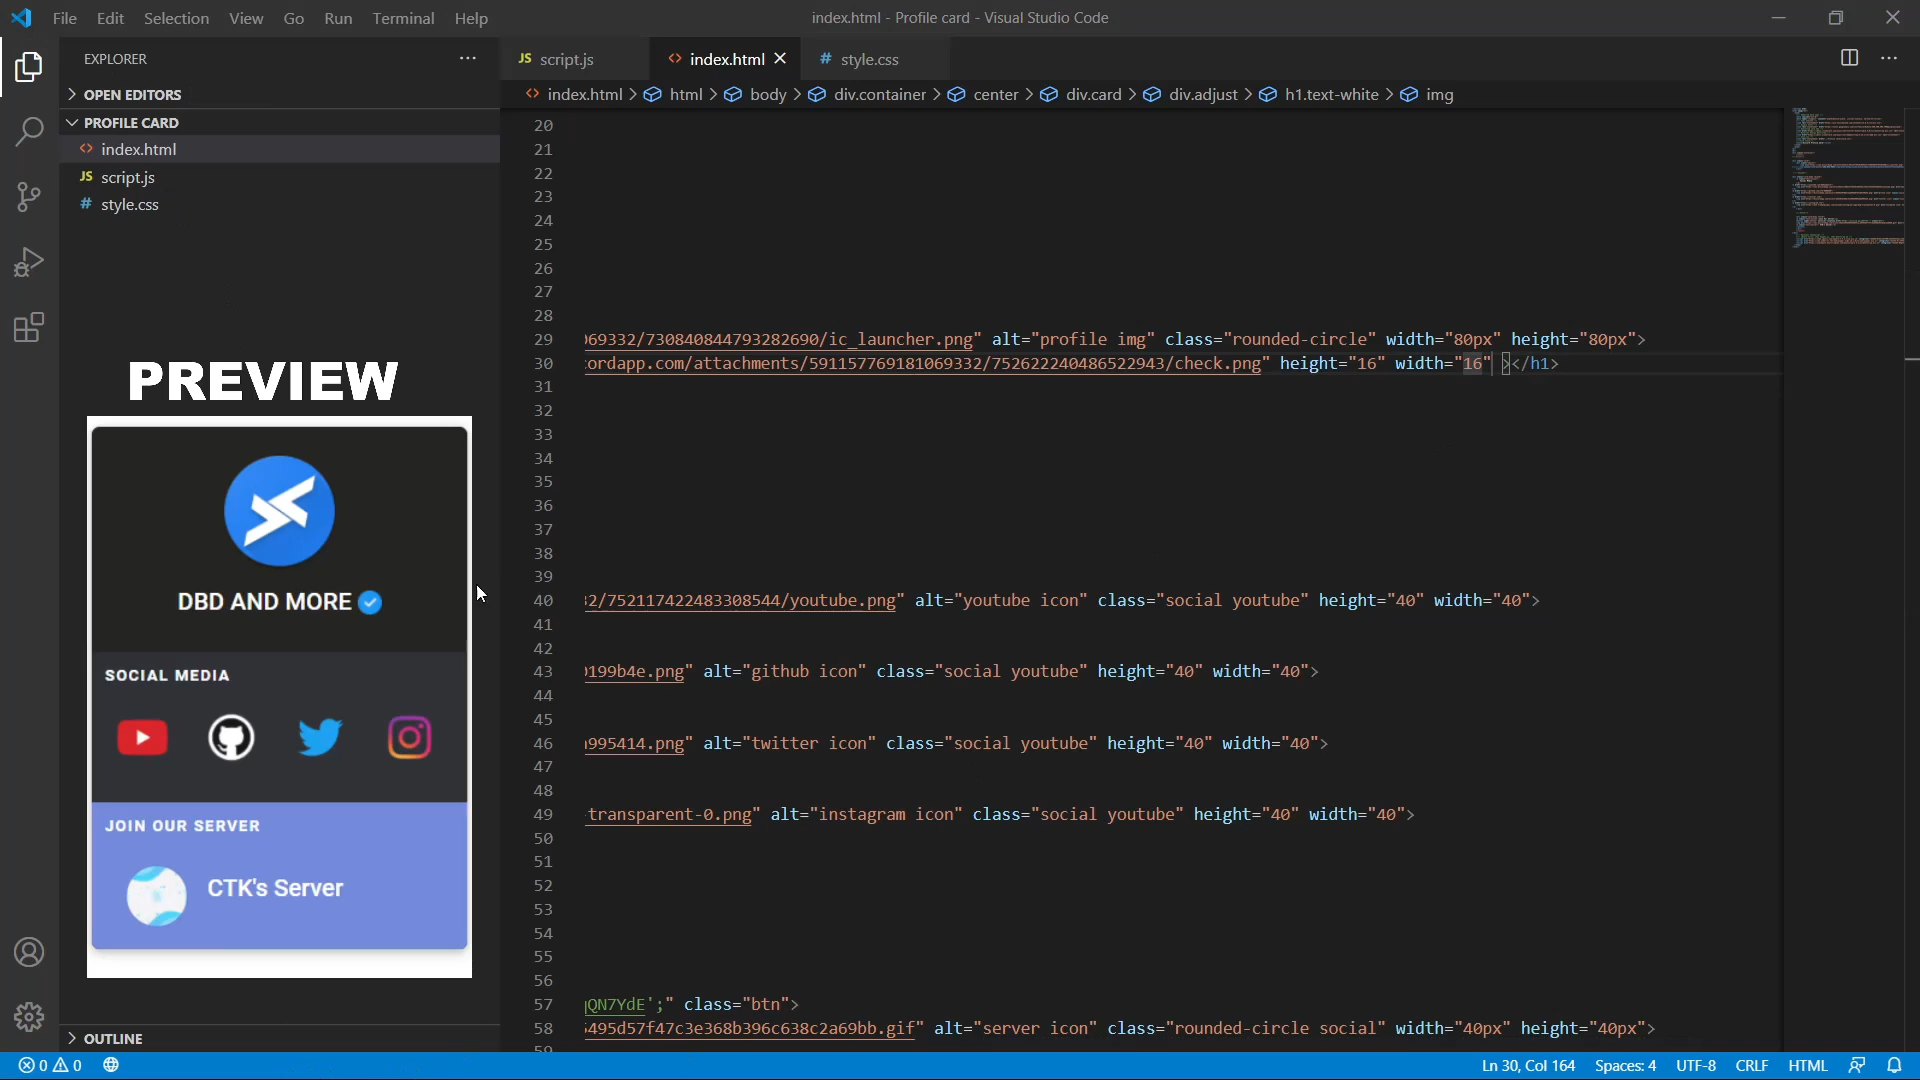 File Edit Selection View Go Run Terminal Help
index.html - Profile card - Visual Studio Code
EXPLORER
JS script.js
<> index.html
# style.css
OPEN EDITORS
<> index.html > html > body > div.container > center > div.card > div.adjust > h1.text-white > img
PROFILE CARD
<> index.html
JS script.js
# style.css
PREVIEW
DBD AND MORE
SOCIAL MEDIA
JOIN OUR SERVER
CTK's Server
OUTLINE
20
21
22
23
24
25
26
27
28
29 069332/730840844793282690/ic_launcher.png" alt="profile img" class="rounded-circle" width="80px" height="80px">
30 cordapp.com/attachments/591157769181069332/752622240486522943/check.png" height="16" width="16" ></h1>
31
32
33
34
35
36
37
38
39
40 32/752117422483308544/youtube.png" alt="youtube icon" class="social youtube" height="40" width="40">
41
42
43 0199b4e.png" alt="github icon" class="social youtube" height="40" width="40">
44
45
46 a995414.png" alt="twitter icon" class="social youtube" height="40" width="40">
47
48
49 -transparent-0.png" alt="instagram icon" class="social youtube" height="40" width="40">
50
51
52
53
54
55
56
57 QN7YdE';" class="btn">
58 5495d57f47c3e368b396c638c2a69bb.gif" alt="server icon" class="rounded-circle social" width="40px" height="40px">
59
0 0
Ln 30, Col 164 Spaces: 4 UTF-8 CRLF HTML